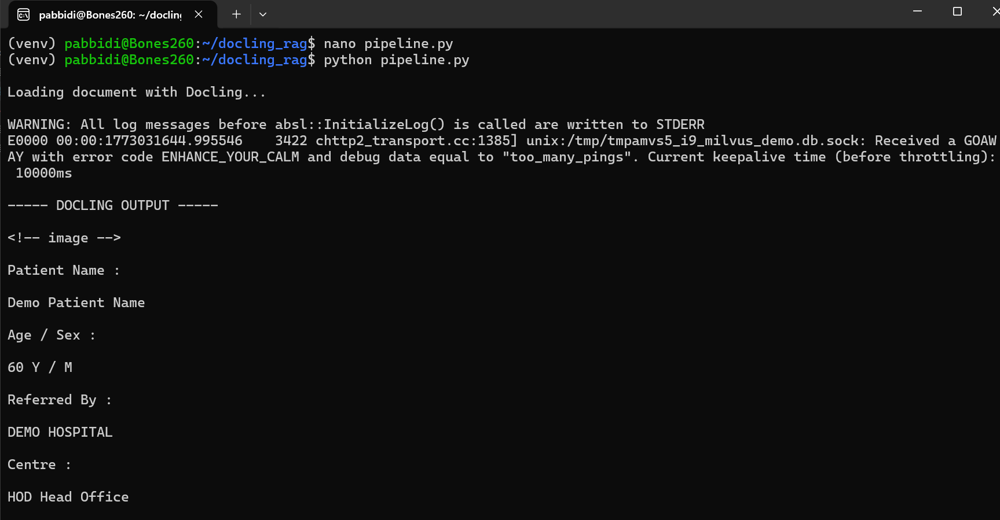 pabbidi@Bones260: ~/docling
(venv) pabbidi@Bones260:~/docling_rag$ nano pipeline.py
(venv) pabbidi@Bones260:~/docling_rag$ python pipeline.py
Loading document with Docling...
WARNING: All log messages before absl::InitializeLog() is called are written to STDERR
E0000 00:00:1773031644.995546    3422 chttp2_transport.cc:1385] unix:/tmp/tmpamvs5_i9_milvus_demo.db.sock: Received a GOAW
AY with error code ENHANCE_YOUR_CALM and debug data equal to "too_many_pings". Current keepalive time (before throttling):
 10000ms
----- DOCLING OUTPUT -----
<!-- image -->
Patient Name :
Demo Patient Name
Age / Sex :
60 Y / M
Referred By :
DEMO HOSPITAL
Centre :
HOD Head Office